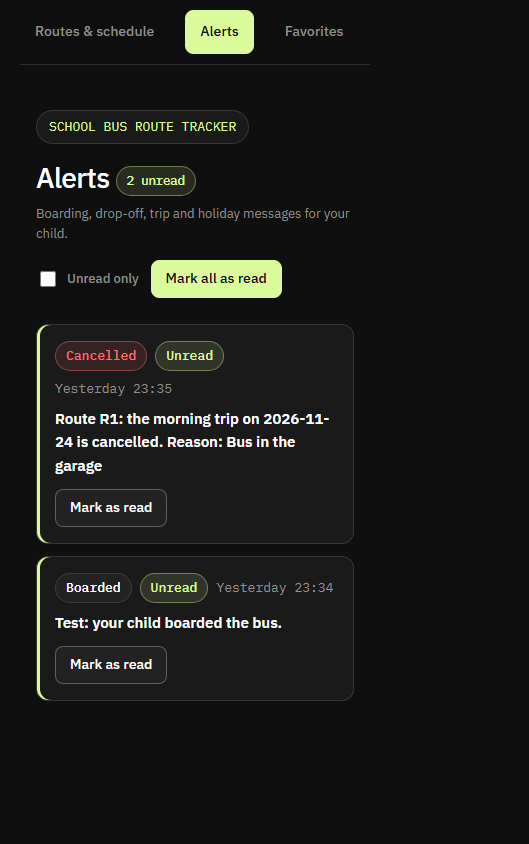 Routes & schedule Alerts Favorites
SCHOOL BUS ROUTE TRACKER
Alerts 2 unread
Boarding, drop-off, trip and holiday messages for your
child.
Unread only Mark all as read
Cancelled Unread
Yesterday 23:35
Route R1: the morning trip on 2026-11-
24 is cancelled. Reason: Bus in the
garage
Mark as read
Boarded Unread Yesterday 23:34
Test: your child boarded the bus.
Mark as read